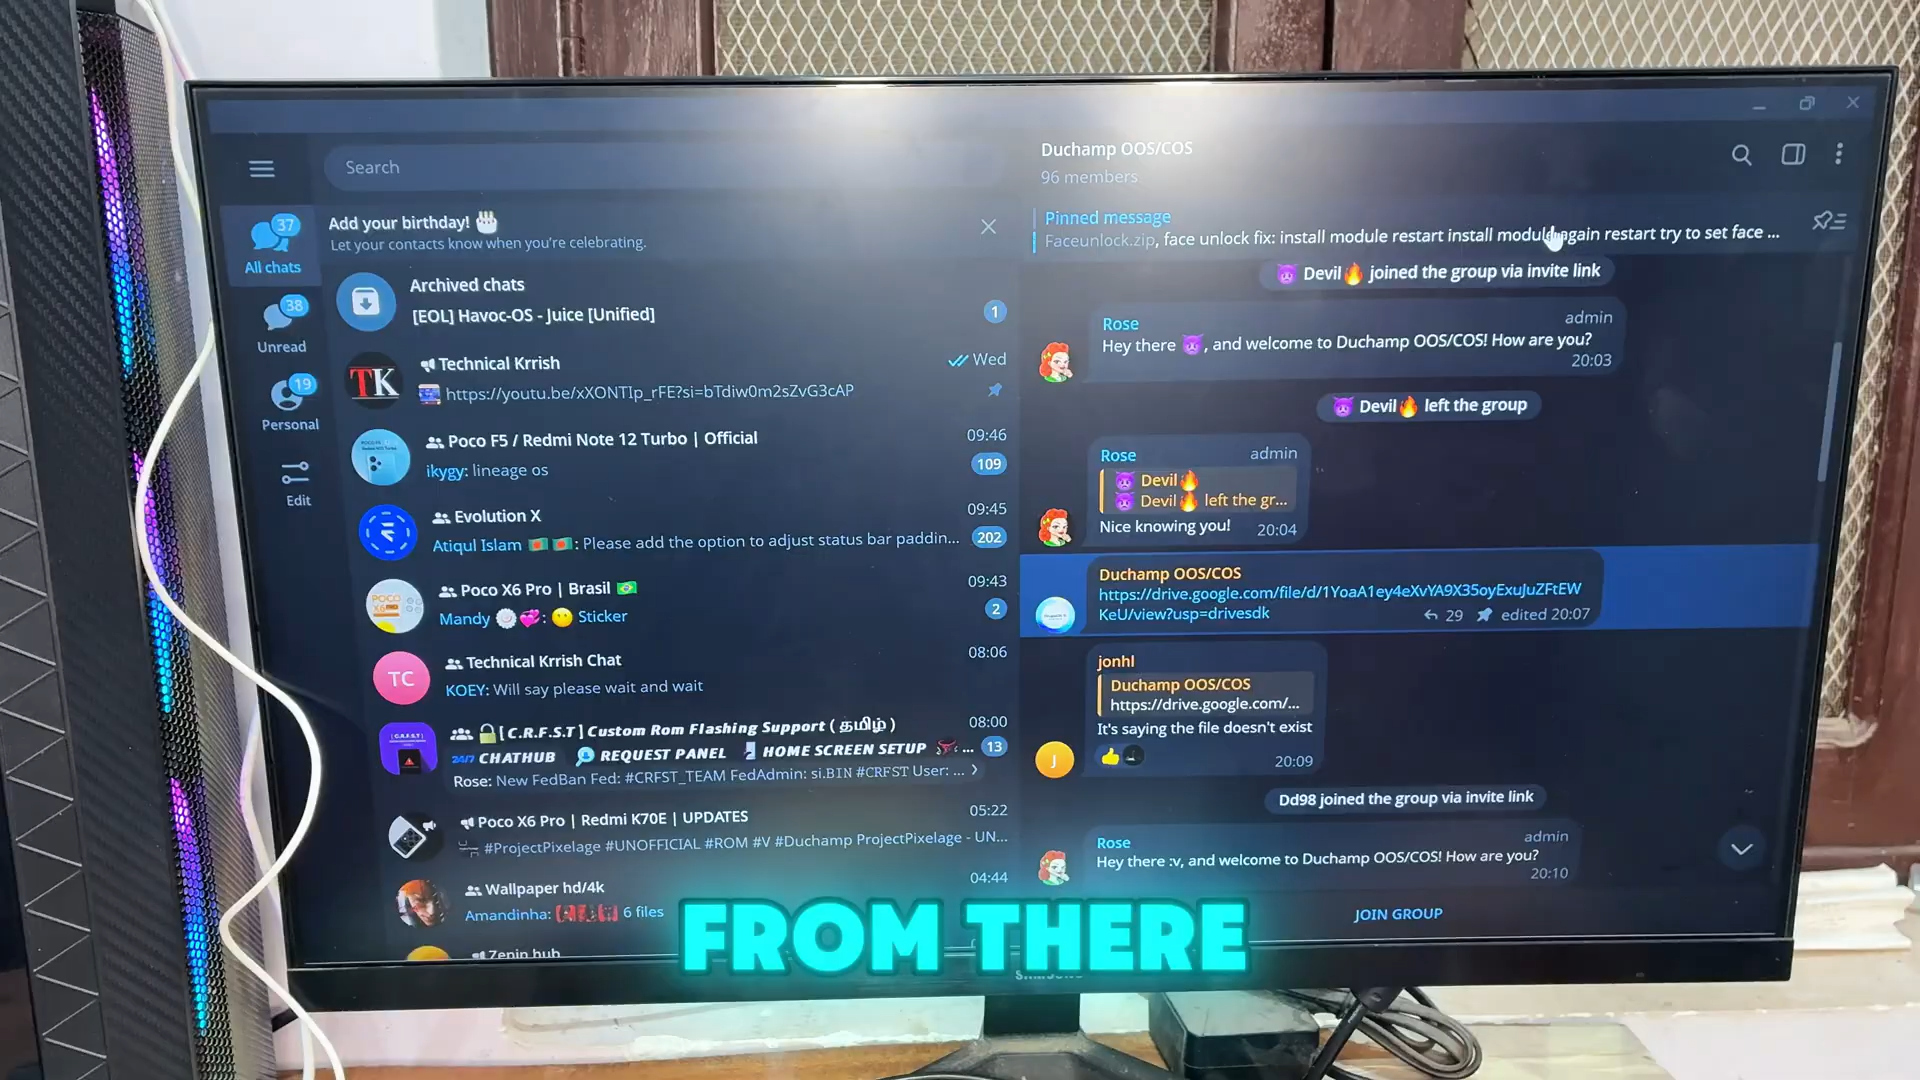 Search
37
All chats
38
Unread
19
Personal
Edit
Add your birthday!
Let your contacts know when you're celebrating.
Archived chats
[EOL] Havoc-OS - Juice [Unified]
1
TK
Technical Krrish
Wed
https://youtu.be/xXONTIp_rFE?si=bTdiw0m2sZvG3cAP
Poco F5 / Redmi Note 12 Turbo | Official
09:46
ikygy: lineage os
109
Evolution X
09:45
Atiqul Islam 🇧🇩 🇧🇩: Please add the option to adjust status bar paddin...
202
Poco X6 Pro | Brasil 🇧🇷
09:43
Mandy : 😶 Sticker
2
TC
Technical Krrish Chat
08:06
KOEY: Will say please wait and wait
🔒[ C.R.F.S.T ] Custom Rom Flashing Support ( தமிழ் )
08:00
24/7 CHATHUB REQUEST PANEL HOME SCREEN SETUP ...
13
Rose: New FedBan Fed: #CRFST_TEAM FedAdmin: si.BIN #CRFST User: ...
Poco X6 Pro | Redmi K70E | UPDATES
05:22
#ProjectPixelage #UNOFFICIAL #ROM #V #Duchamp ProjectPixelage - UN...
Wallpaper hd/4k
04:44
Amandinha: 6 files
Zenin hub
Duchamp OOS/COS
96 members
Pinned message
Faceunlock.zip, face unlock fix: install module restart install module again restart try to set face ...
😈 Devil🔥 joined the group via invite link
Rose
admin
Hey there 😈, and welcome to Duchamp OOS/COS! How are you?
20:03
😈 Devil🔥 left the group
Rose
admin
😈 Devil🔥
😈 Devil🔥 left the gr...
Nice knowing you!
20:04
Duchamp OOS/COS
https://drive.google.com/file/d/1YoaA1ey4eXvYA9X35oyExuJuZFtEW
KeU/view?usp=drivesdk
29
edited 20:07
jonhl
Duchamp OOS/COS
https://drive.google.com/...
It's saying the file doesn't exist
J
20:09
Dd98 joined the group via invite link
Rose
admin
Hey there :v, and welcome to Duchamp OOS/COS! How are you?
20:10
JOIN GROUP
FROM THERE
SAMSUNG